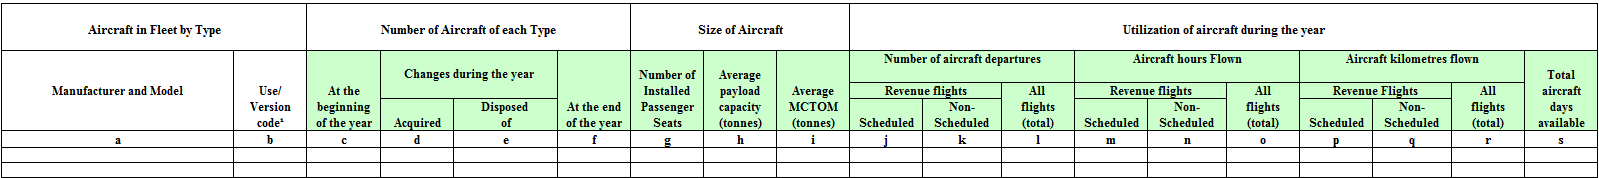 Aircraft in Fleet by Type
Number of Aircraft of each Type
Size of Aircraft
Utilization of aircraft during the year
Manufacturer and Model
Use/
Version
code¹
At the
beginning
of the year
Changes during the year
Acquired
Disposed
of
At the end
of the year
Number of
Installed
Passenger
Seats
Average
payload
capacity
(tonnes)
Average
MCTOM
(tonnes)
Number of aircraft departures
Revenue flights
Scheduled
Non-
Scheduled
All
flights
(total)
Aircraft hours Flown
Revenue flights
Scheduled
Non-
Scheduled
All
flights
(total)
Aircraft kilometres flown
Revenue Flights
Scheduled
Non-
Scheduled
All
flights
(total)
Total
aircraft
days
available
a b c d e f g h i j k l m n o p q r s